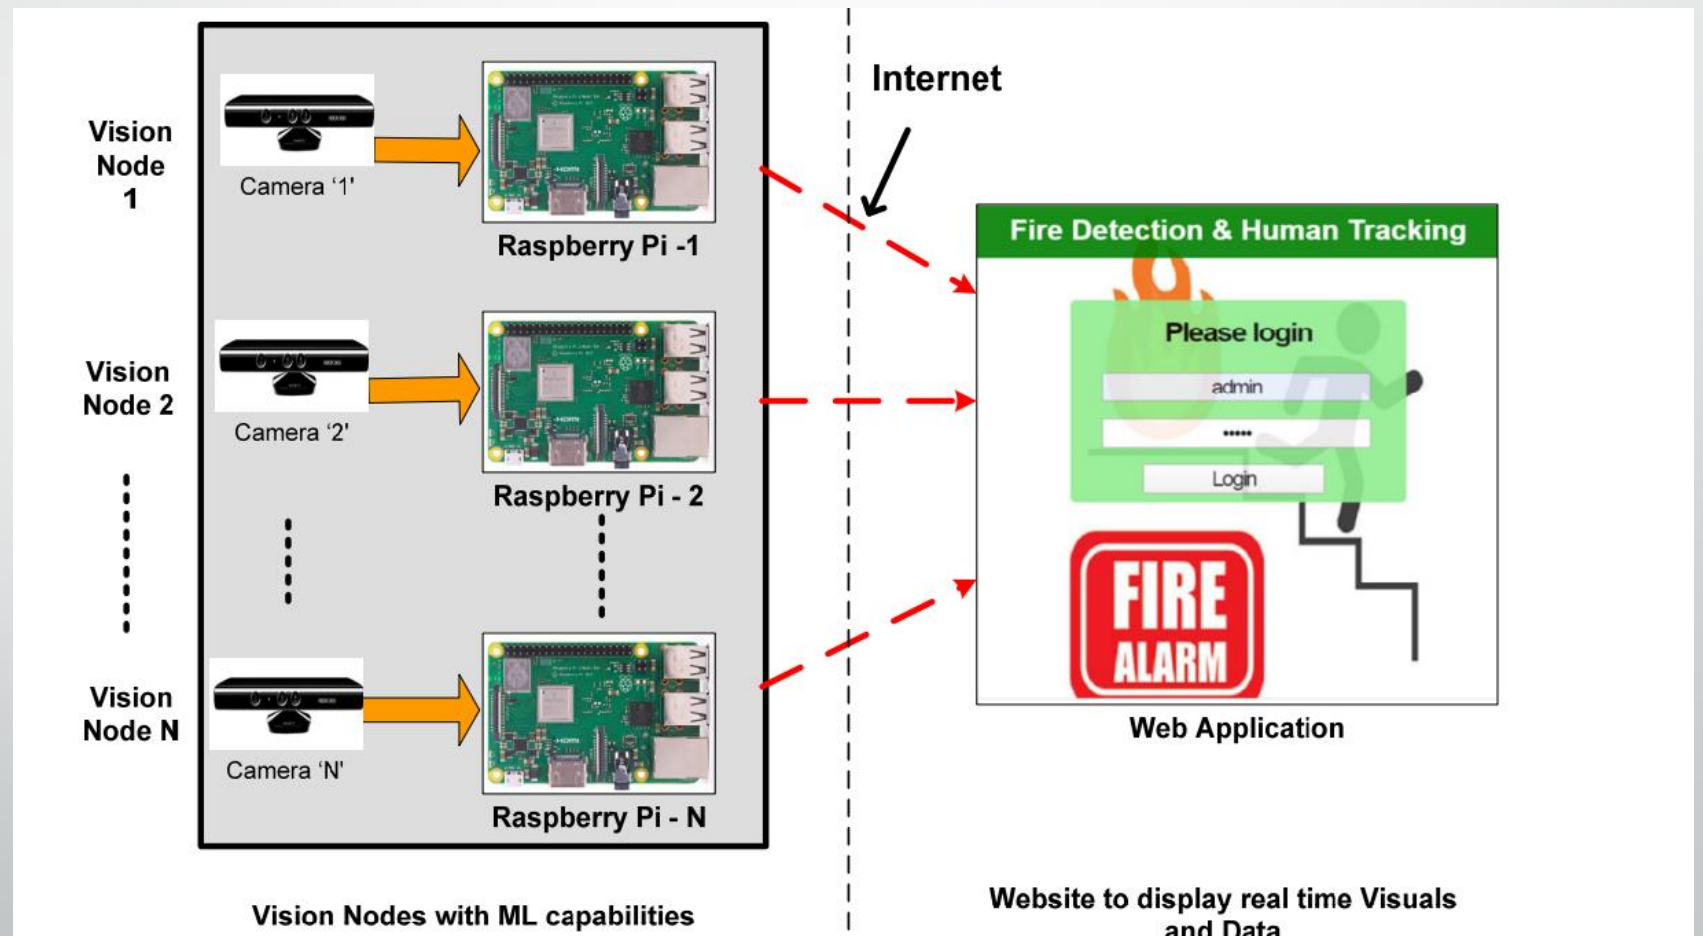 Vision
Node
1
Camera ‘1’
Raspberry Pi -1
Internet
Vision
Node 2
Camera ‘2’
Raspberry Pi - 2
Vision
Node N
Camera ‘N’
Raspberry Pi - N
Vision Nodes with ML capabilities
Fire Detection & Human Tracking
Please login
admin
•••••
Login
FIRE
ALARM
Web Application
Website to display real time Visuals
and Data